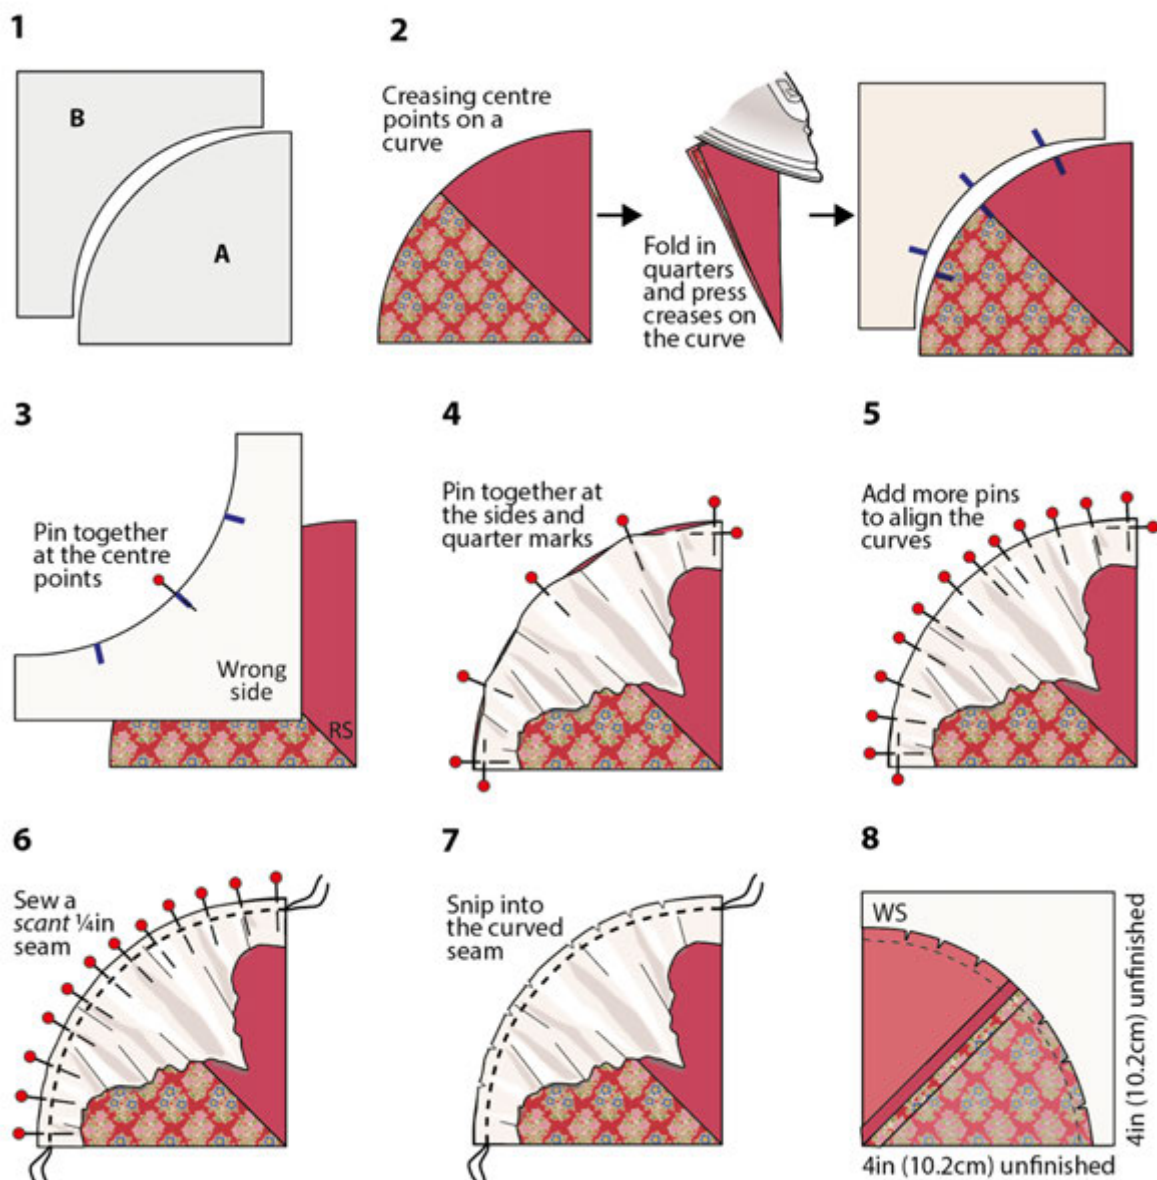 1
B
A
2
Creasing centre
points on a
curve
Fold in
quarters
and press
creases on
the curve
3
Pin together
at the centre
points
Wrong
side
RS
4
Pin together at
the sides and
quarter marks
5
Add more pins
to align the
curves
6
Sew a
scant ¼in
seam
7
Snip into
the curved
seam
8
WS
4in (10.2cm) unfinished
4in (10.2cm) unfinished